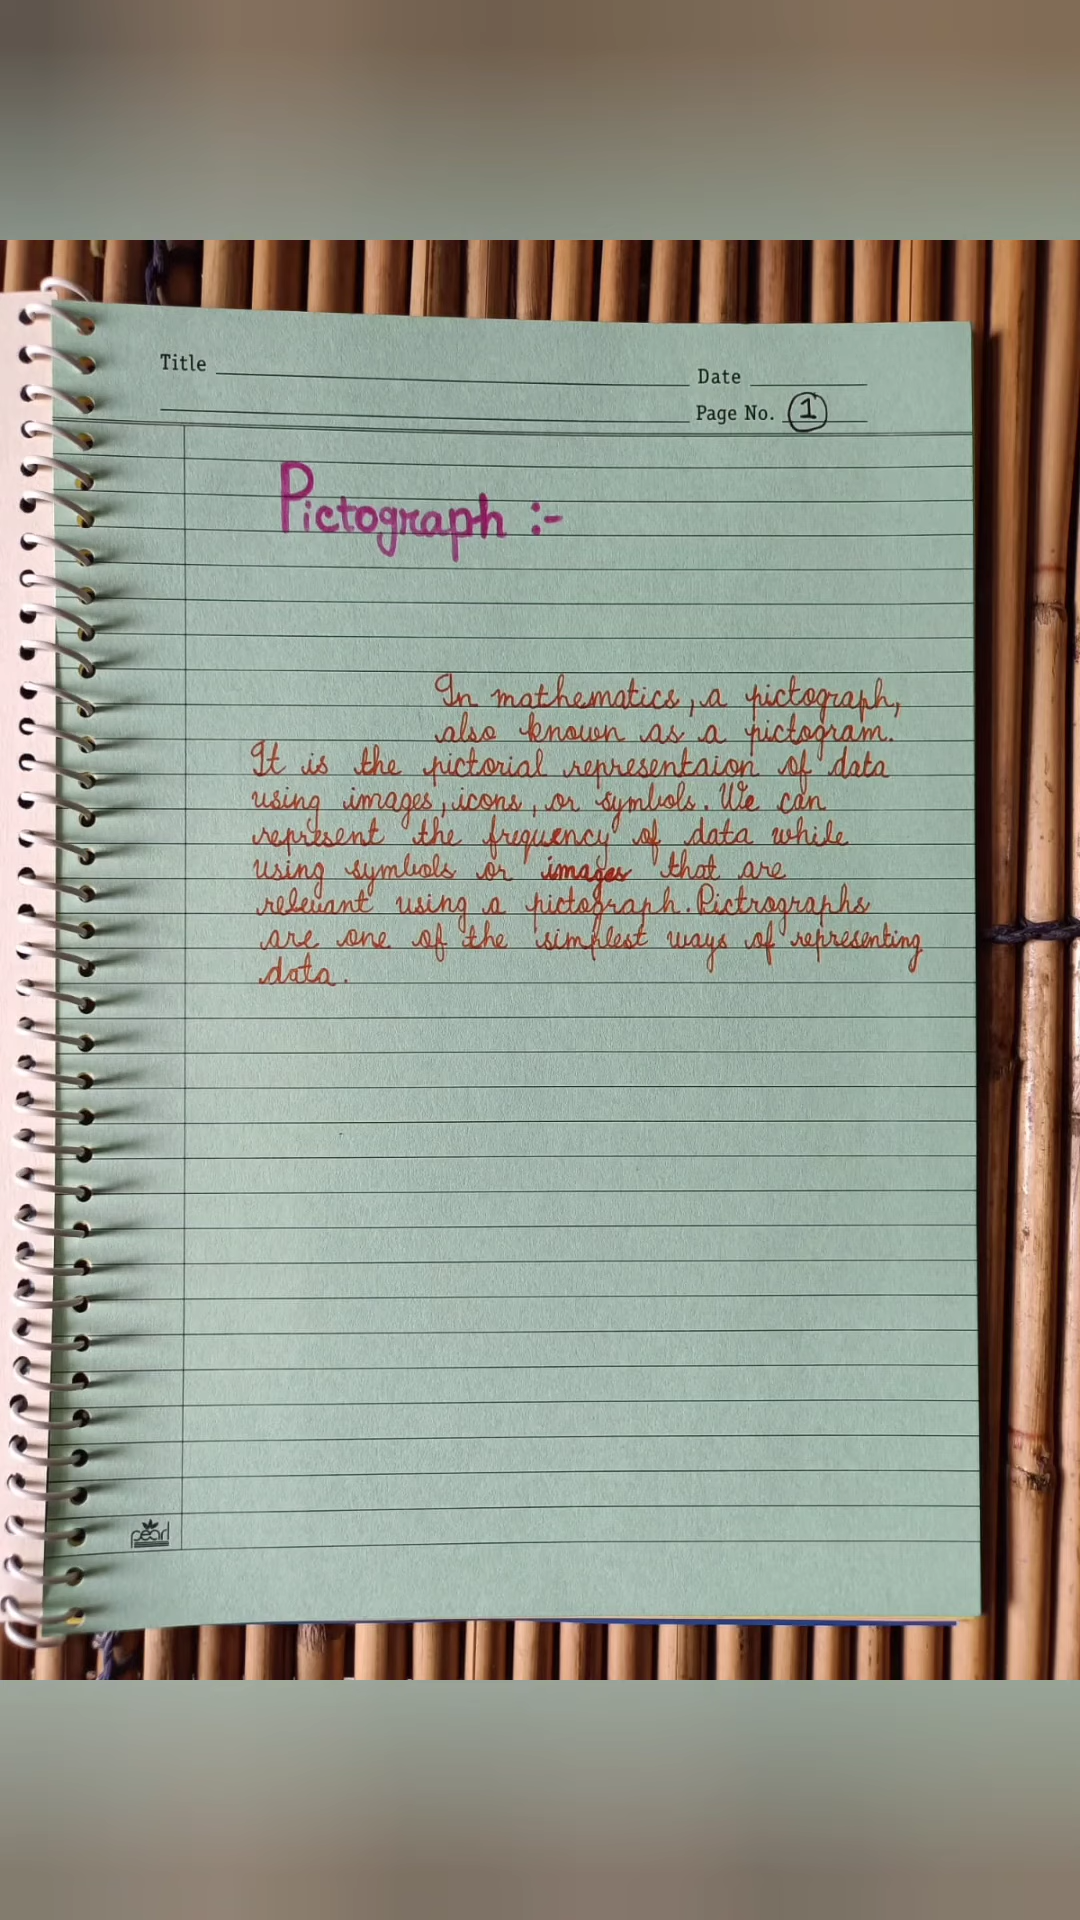 Title
Date
Page No. 1
Pictograph :-
In mathematics, a pictograph,
also known as a pictogram.
It is the pictorial representaion of data
using images, icons, or symbols. We can
represent the frequency of data while
using symbols or images that are
relevant using a pictograph. Pictrographs
are one of the simplest ways of representing
data.
pearl